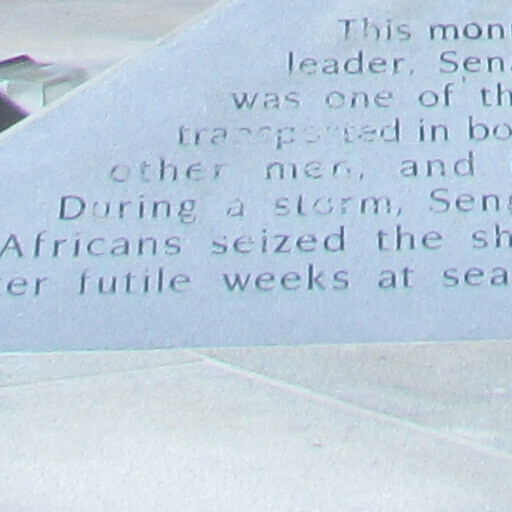 This mon
leader, Sen
was one of th
transported in bo
other men, and
During a storm, Seng
Africans seized the sh
er futile weeks at sea